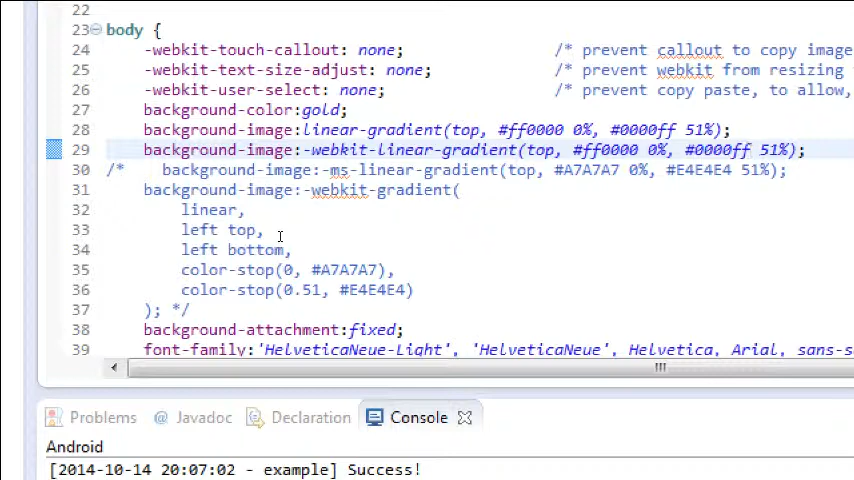 22
23 body {
24 -webkit-touch-callout: none; /* prevent callout to copy image
25 -webkit-text-size-adjust: none; /* prevent webkit from resizing
26 -webkit-user-select: none; /* prevent copy paste, to allow,
27 background-color:gold;
28 background-image:linear-gradient(top, #ff0000 0%, #0000ff 51%);
29 background-image:-webkit-linear-gradient(top, #ff0000 0%, #0000ff 51%);
30 /* background-image:-ms-linear-gradient(top, #A7A7A7 0%, #E4E4E4 51%);
31 background-image:-webkit-gradient(
32 linear,
33 left top,
34 left bottom,
35 color-stop(0, #A7A7A7),
36 color-stop(0.51, #E4E4E4)
37 ); */
38 background-attachment:fixed;
39 font-family:'HelveticaNeue-Light', 'HelveticaNeue', Helvetica, Arial, sans-s
Problems @ Javadoc Declaration Console
Android
[2014-10-14 20:07:02 - example] Success!